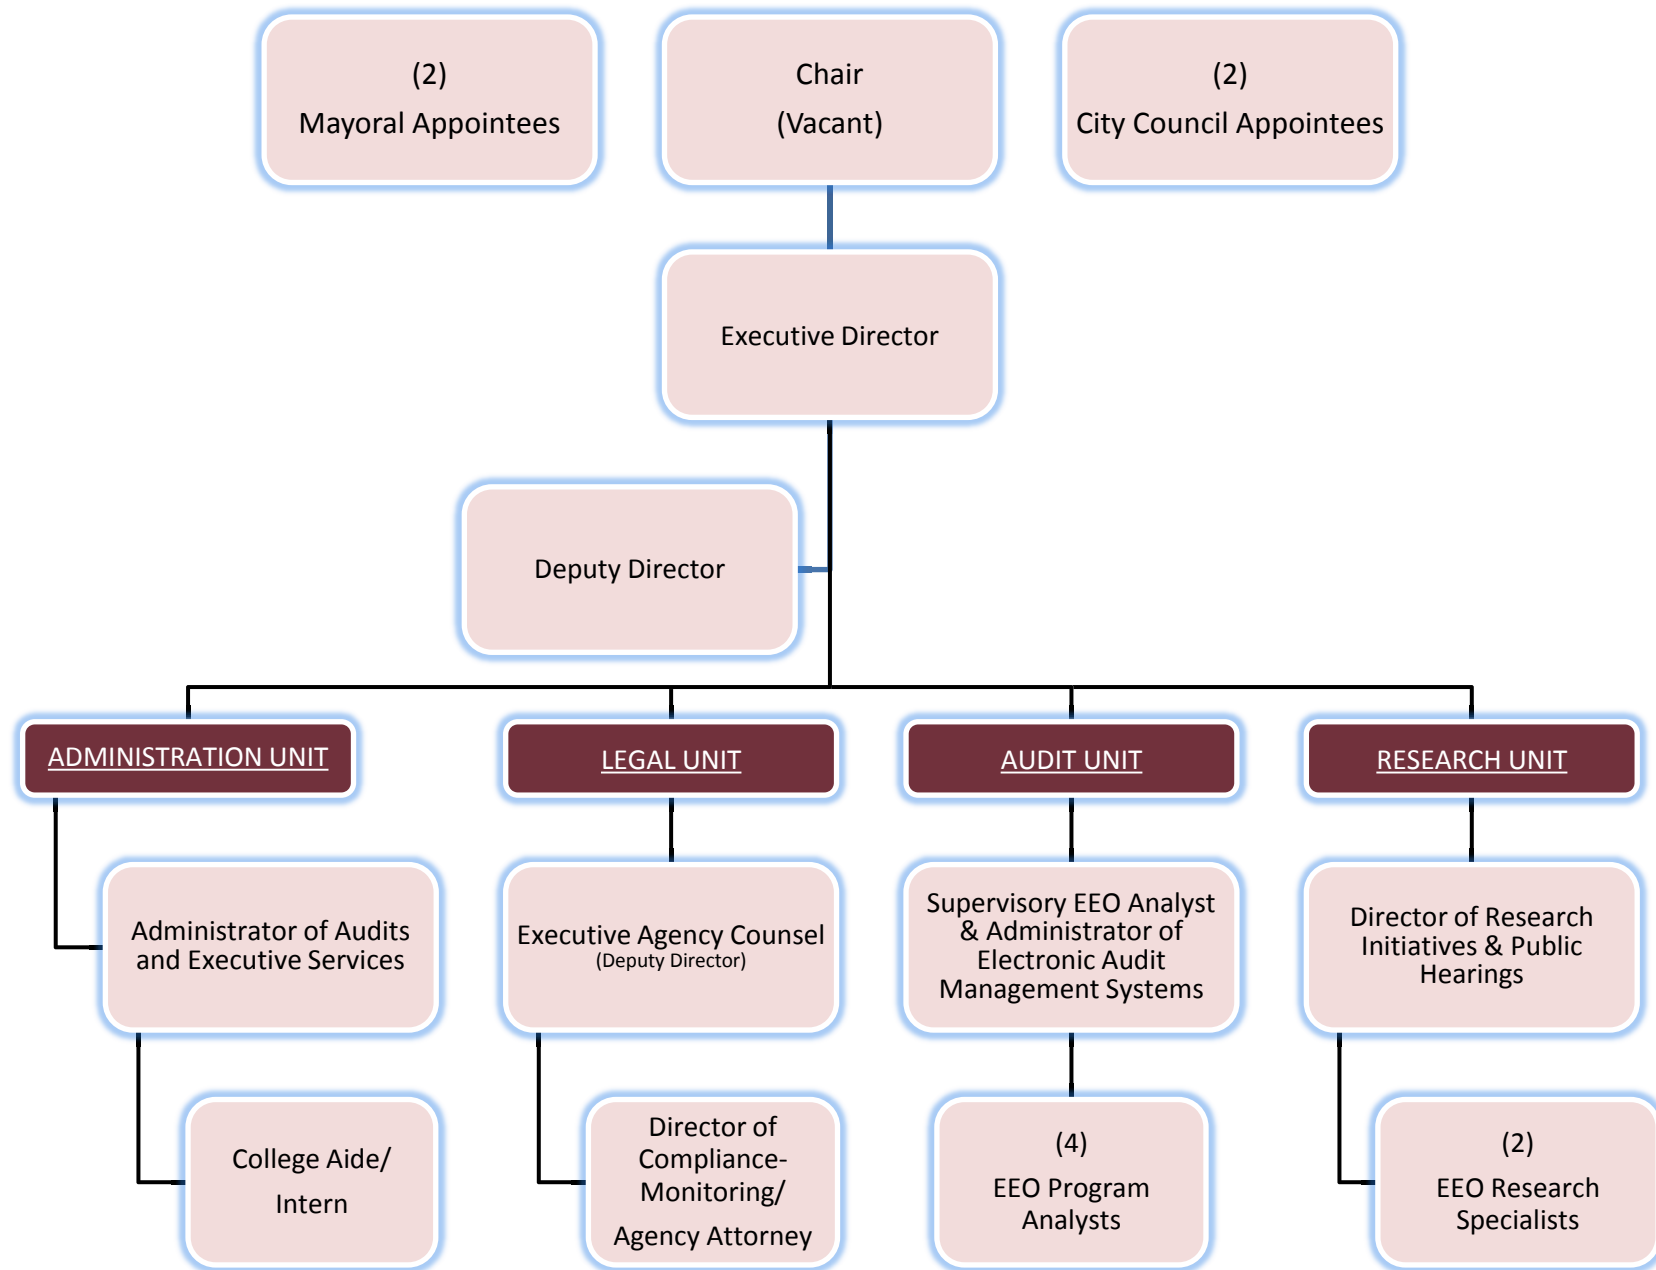 (2)
Mayoral Appointees
Chair
(Vacant)
(2)
City Council Appointees
Executive Director
Deputy Director
ADMINISTRATION UNIT
LEGAL UNIT
AUDIT UNIT
RESEARCH UNIT
Administrator of Audits
and Executive Services
Executive Agency Counsel
(Deputy Director)
Supervisory EEO Analyst
& Administrator of
Electronic Audit
Management Systems
Director of Research
Initiatives & Public
Hearings
College Aide/
Intern
Director of
Compliance-
Monitoring/
Agency Attorney
(4)
EEO Program
Analysts
(2)
EEO Research
Specialists